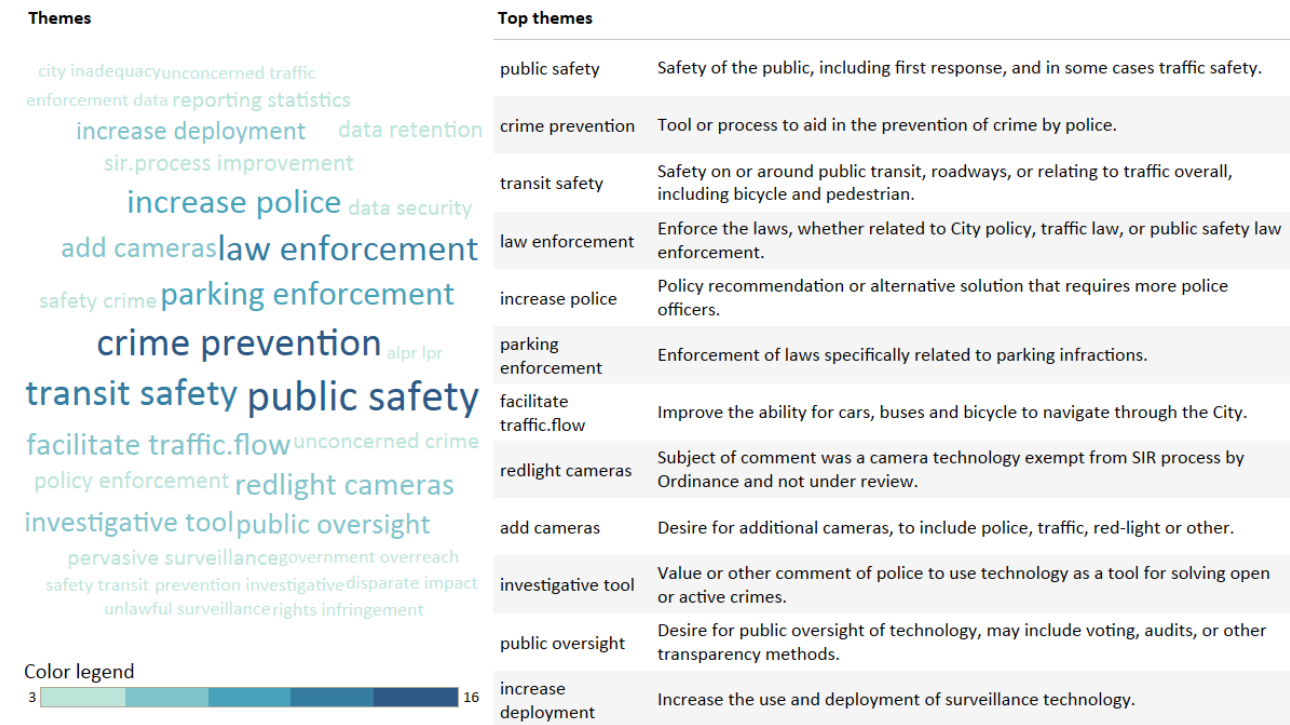 Themes
city inadequacy unconcerned traffic
enforcement data reporting statistics
increase deployment data retention
sir.process improvement
increase police data security
add cameras law enforcement
safety crime parking enforcement
crime prevention alpr lpr
transit safety public safety
facilitate traffic.flow unconcerned crime
policy enforcement redlight cameras
investigative tool public oversight
pervasive surveillance government overreach
safety transit prevention investigative disparate impact
unlawful surveillance rights infringement
Color legend
3 16
Top themes
public safety Safety of the public, including first response, and in some cases traffic safety.
crime prevention Tool or process to aid in the prevention of crime by police.
transit safety Safety on or around public transit, roadways, or relating to traffic overall,
including bicycle and pedestrian.
law enforcement Enforce the laws, whether related to City policy, traffic law, or public safety law
enforcement.
increase police Policy recommendation or alternative solution that requires more police
officers.
parking
enforcement Enforcement of laws specifically related to parking infractions.
facilitate
traffic.flow Improve the ability for cars, buses and bicycle to navigate through the City.
redlight cameras Subject of comment was a camera technology exempt from SIR process by
Ordinance and not under review.
add cameras Desire for additional cameras, to include police, traffic, red-light or other.
investigative tool Value or other comment of police to use technology as a tool for solving open
or active crimes.
public oversight Desire for public oversight of technology, may include voting, audits, or other
transparency methods.
increase
deployment Increase the use and deployment of surveillance technology.